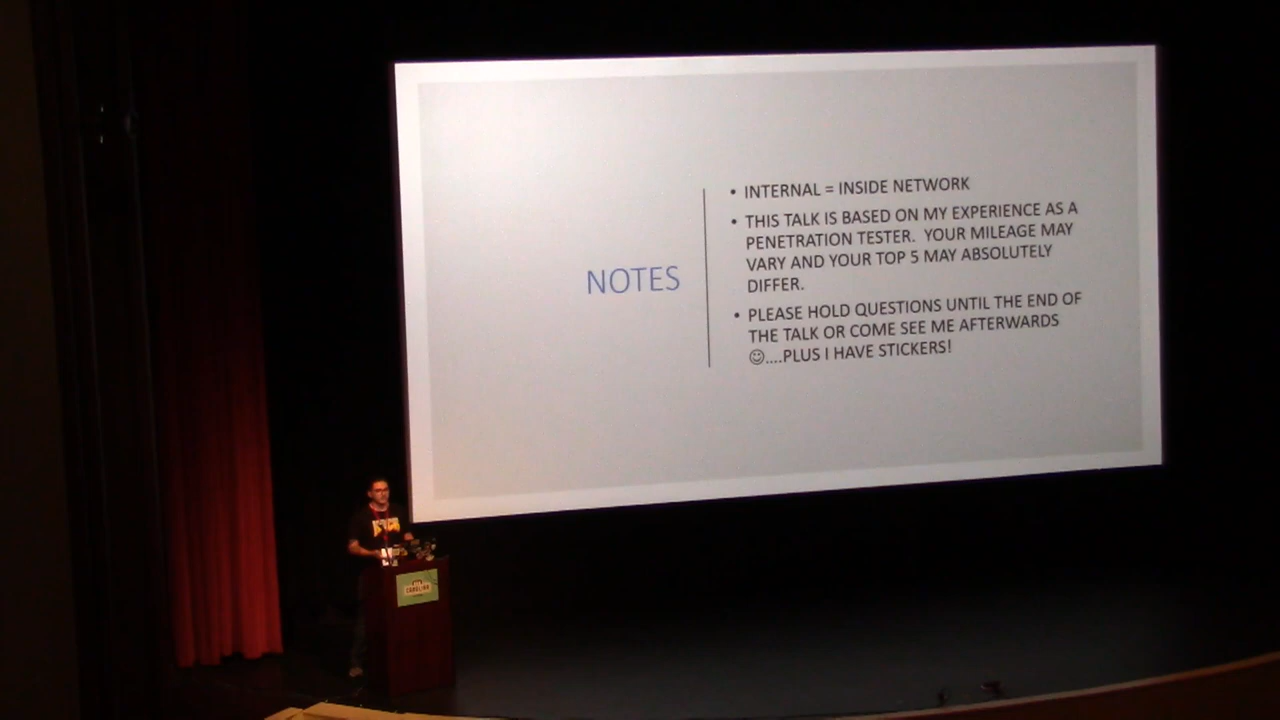 NOTES
• INTERNAL = INSIDE NETWORK
• THIS TALK IS BASED ON MY EXPERIENCE AS A
PENETRATION TESTER. YOUR MILEAGE MAY
VARY AND YOUR TOP 5 MAY ABSOLUTELY
DIFFER.
• PLEASE HOLD QUESTIONS UNTIL THE END OF
THE TALK OR COME SEE ME AFTERWARDS
☺....PLUS I HAVE STICKERS!
CAROLINA